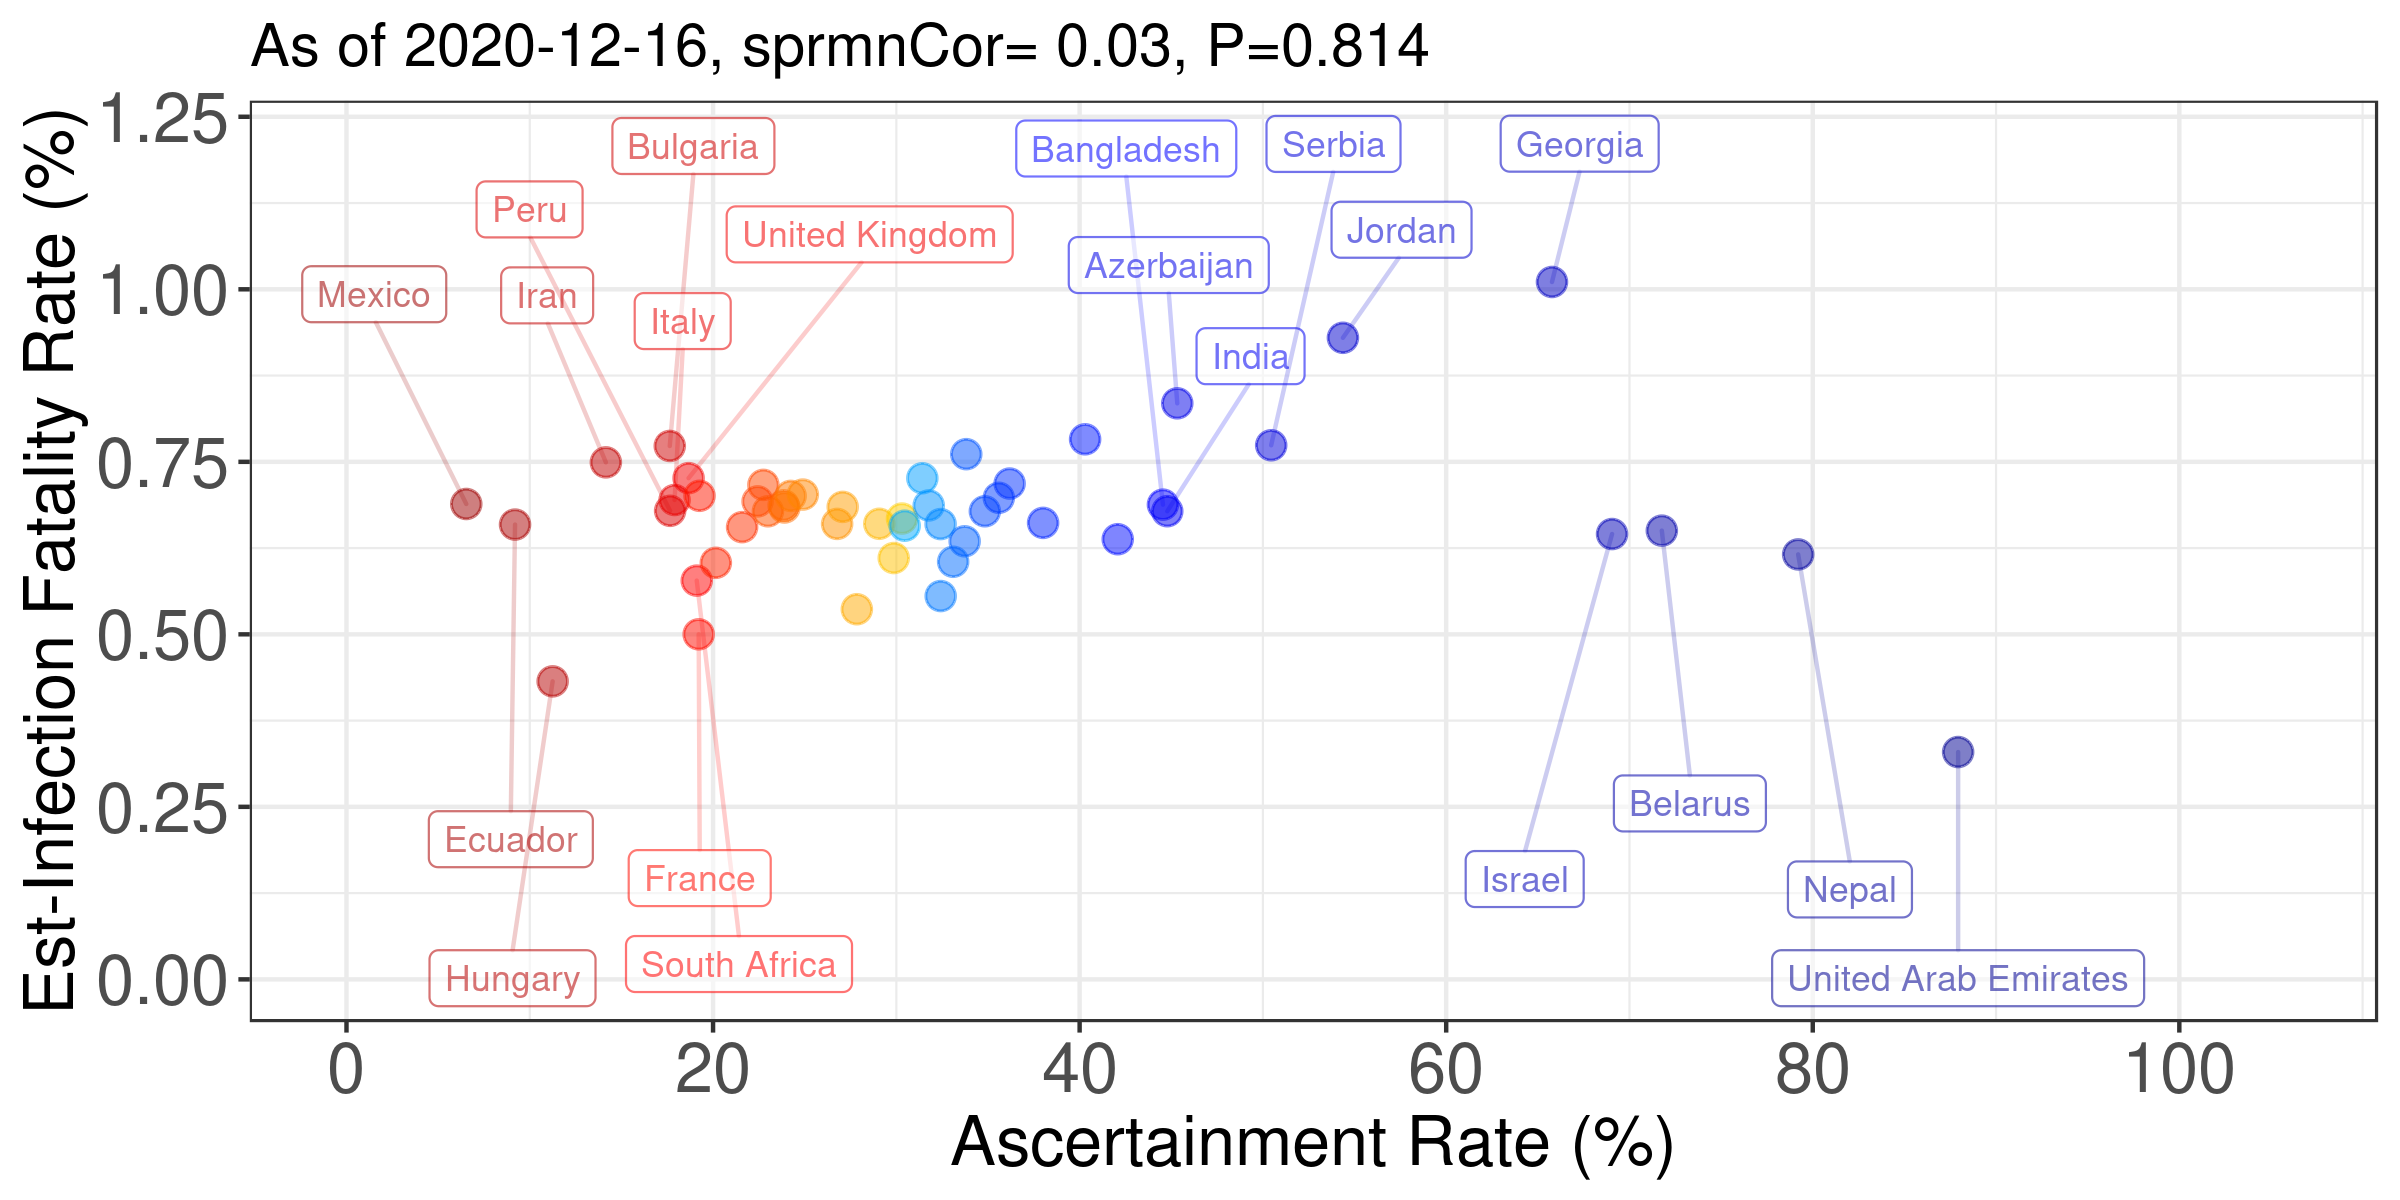 As of 2020-12-16, sprmnCor= 0.03, P=0.814
Est-Infection Fatality Rate (%)
1.25
1.00
0.75
0.50
0.25
0.00
Bulgaria
Bangladesh
Serbia
Georgia
Peru
United Kingdom
Jordan
Azerbaijan
Mexico
Iran
Italy
India
Ecuador
Belarus
France
Israel
Nepal
South Africa
Hungary
United Arab Emirates
0
20
40
60
80
100
Ascertainment Rate (%)